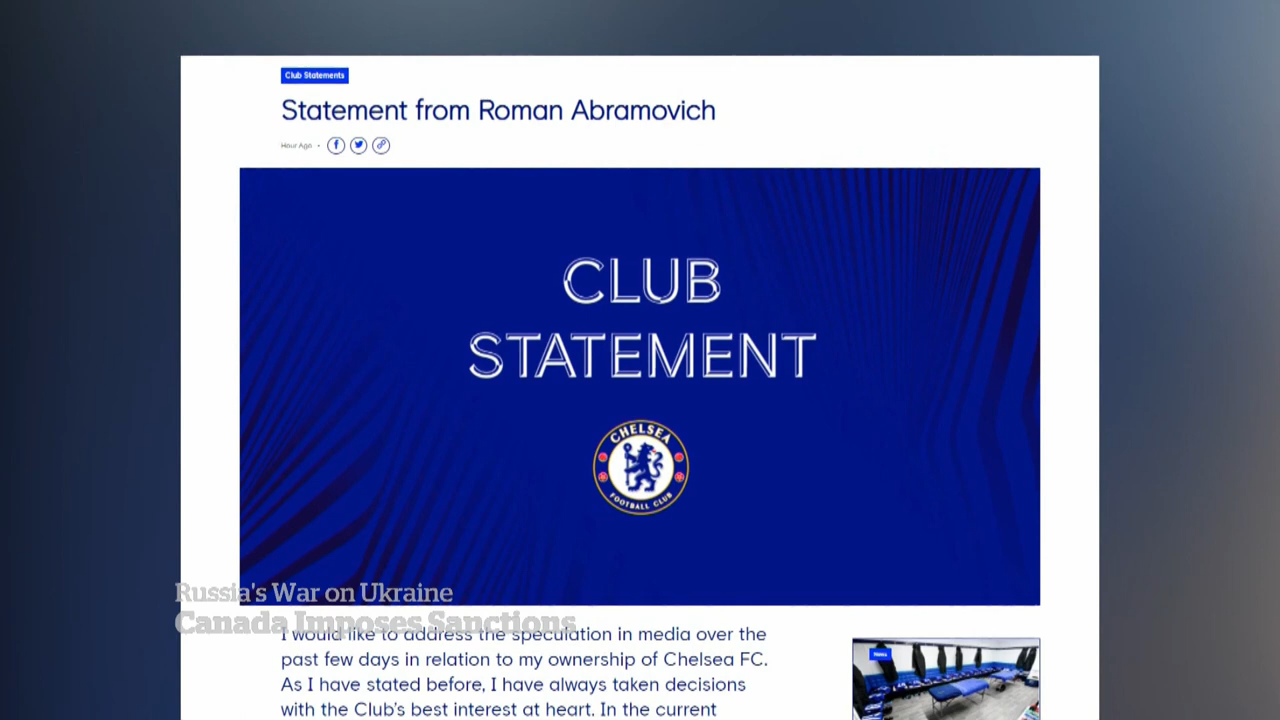 Club Statements
Statement from Roman Abramovich
Hour Ago
CLUB
STATEMENT
CHELSEA
FOOTBALL CLUB
Russia's War on Ukraine
Canada Imposes Sanctions
I would like to address the speculation in media over the
past few days in relation to my ownership of Chelsea FC.
As I have stated before, I have always taken decisions
with the Club's best interest at heart. In the current
News